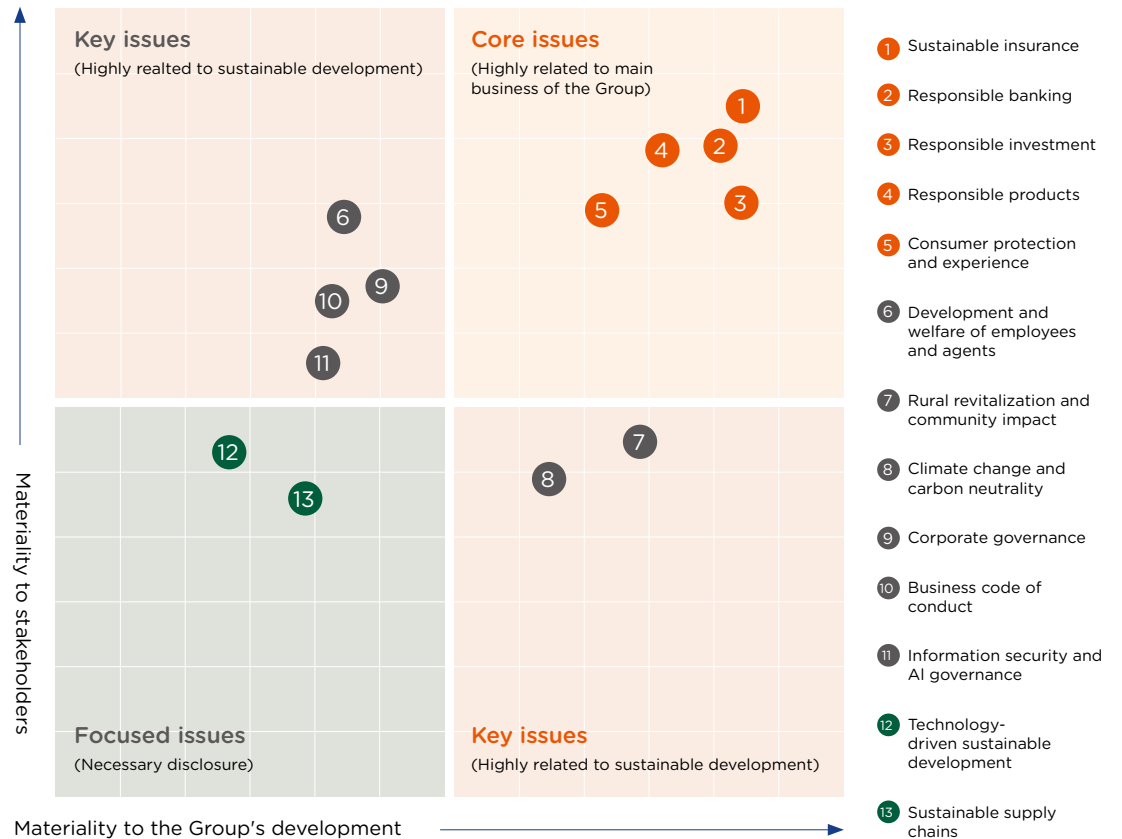 Key issues
(Highly realted to sustainable development)
Core issues
(Highly related to main
business of the Group)
1
4
2
5
3
6
9
10
11
12
13
7
8
Focused issues
(Necessary disclosure)
Key issues
(Highly related to sustainable development)
Materiality to stakeholders
Materiality to the Group's development
1 Sustainable insurance
2 Responsible banking
3 Responsible investment
4 Responsible products
5 Consumer protection
and experience
6 Development and
welfare of employees
and agents
7 Rural revitalization and
community impact
8 Climate change and
carbon neutrality
9 Corporate governance
10 Business code of
conduct
11 Information security and
AI governance
12 Technology-
driven sustainable
development
13 Sustainable supply
chains